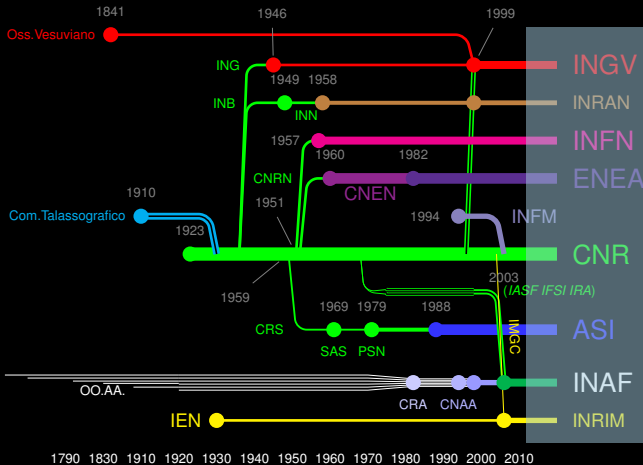 1841
1946
1999
Oss.Vesuviano
ING
INGV
1949
1958
INB
INN
INRAN
1957
INFN
1960
1982
CNRN
CNEN
ENEA
1910
1951
1994
Com.Talassografico
INFM
1923
CNR
1959
2003
(IASF IFSI IRA)
1969
1979
1988
IMGC
CRS
ASI
SAS
PSN
OO.AA.
INAF
CRA
CNAA
IEN
INRIM
1790 1830 1910 1920 1930 1940 1950 1960 1970 1980 1990 2000 2010